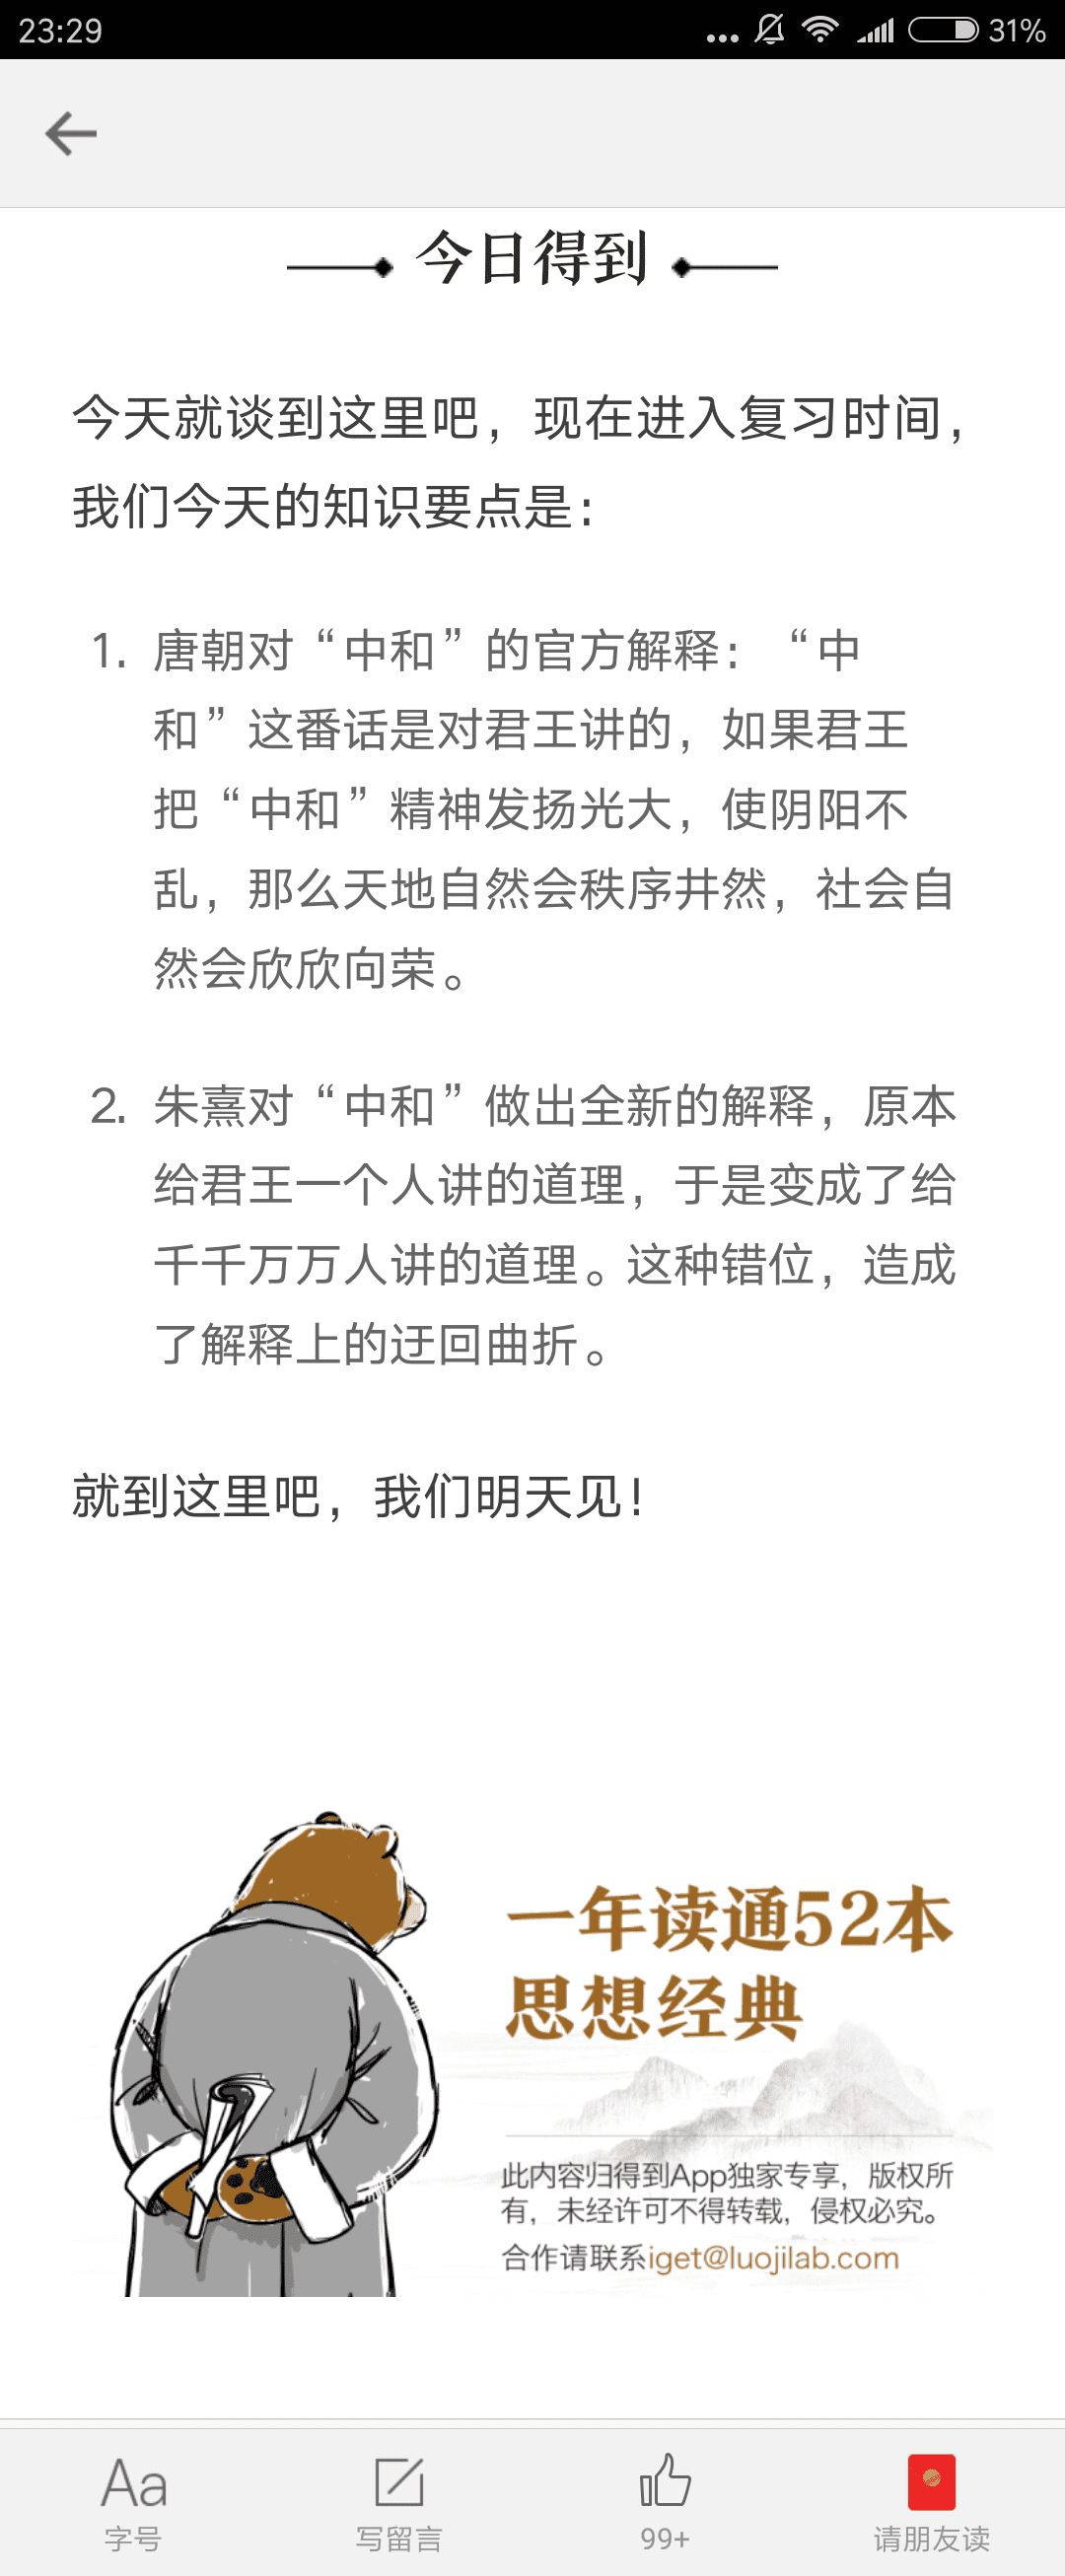 23:29
31%
今日得到
今天就谈到这里吧，现在进入复习时间，
我们今天的知识要点是：
1. 唐朝对“中和”的官方解释：“中
和”这番话是对君王讲的，如果君王
把“中和”精神发扬光大，使阴阳不
乱，那么天地自然会秩序井然，社会自
然会欣欣向荣。
2. 朱熹对“中和”做出全新的解释，原本
给君王一个人讲的道理，于是变成了给
千千万万人讲的道理。这种错位，造成
了解释上的迂回曲折。
就到这里吧，我们明天见！
一年读通52本
思想经典
此内容归得到App独家专享，版权所
有，未经许可不得转载，侵权必究。
合作请联系iget@luojilab.com
Aa
字号
写留言
99+
请朋友读